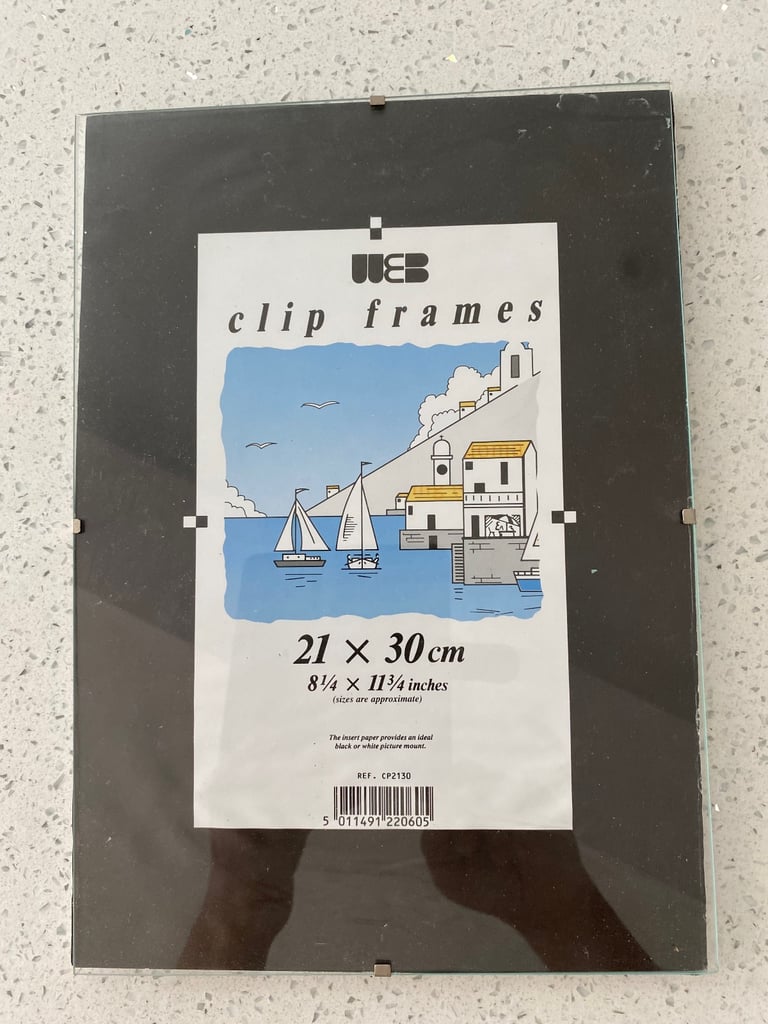 WEB
clip frames
21 × 30 cm
8¼ × 11¾ inches
(sizes are approximate)
The insert paper provides an ideal
black or white picture mount.
REF. CP2130
5 011491 220605